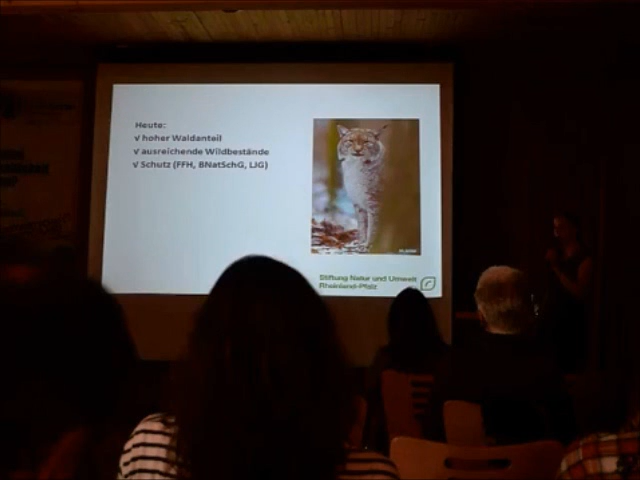 Heute:
√ hoher Waldanteil
√ ausreichende Wildbestände
√ Schutz (FFH, BNatSchG, LJG)
Stiftung Natur und Umwelt
Rheinland-Pfalz